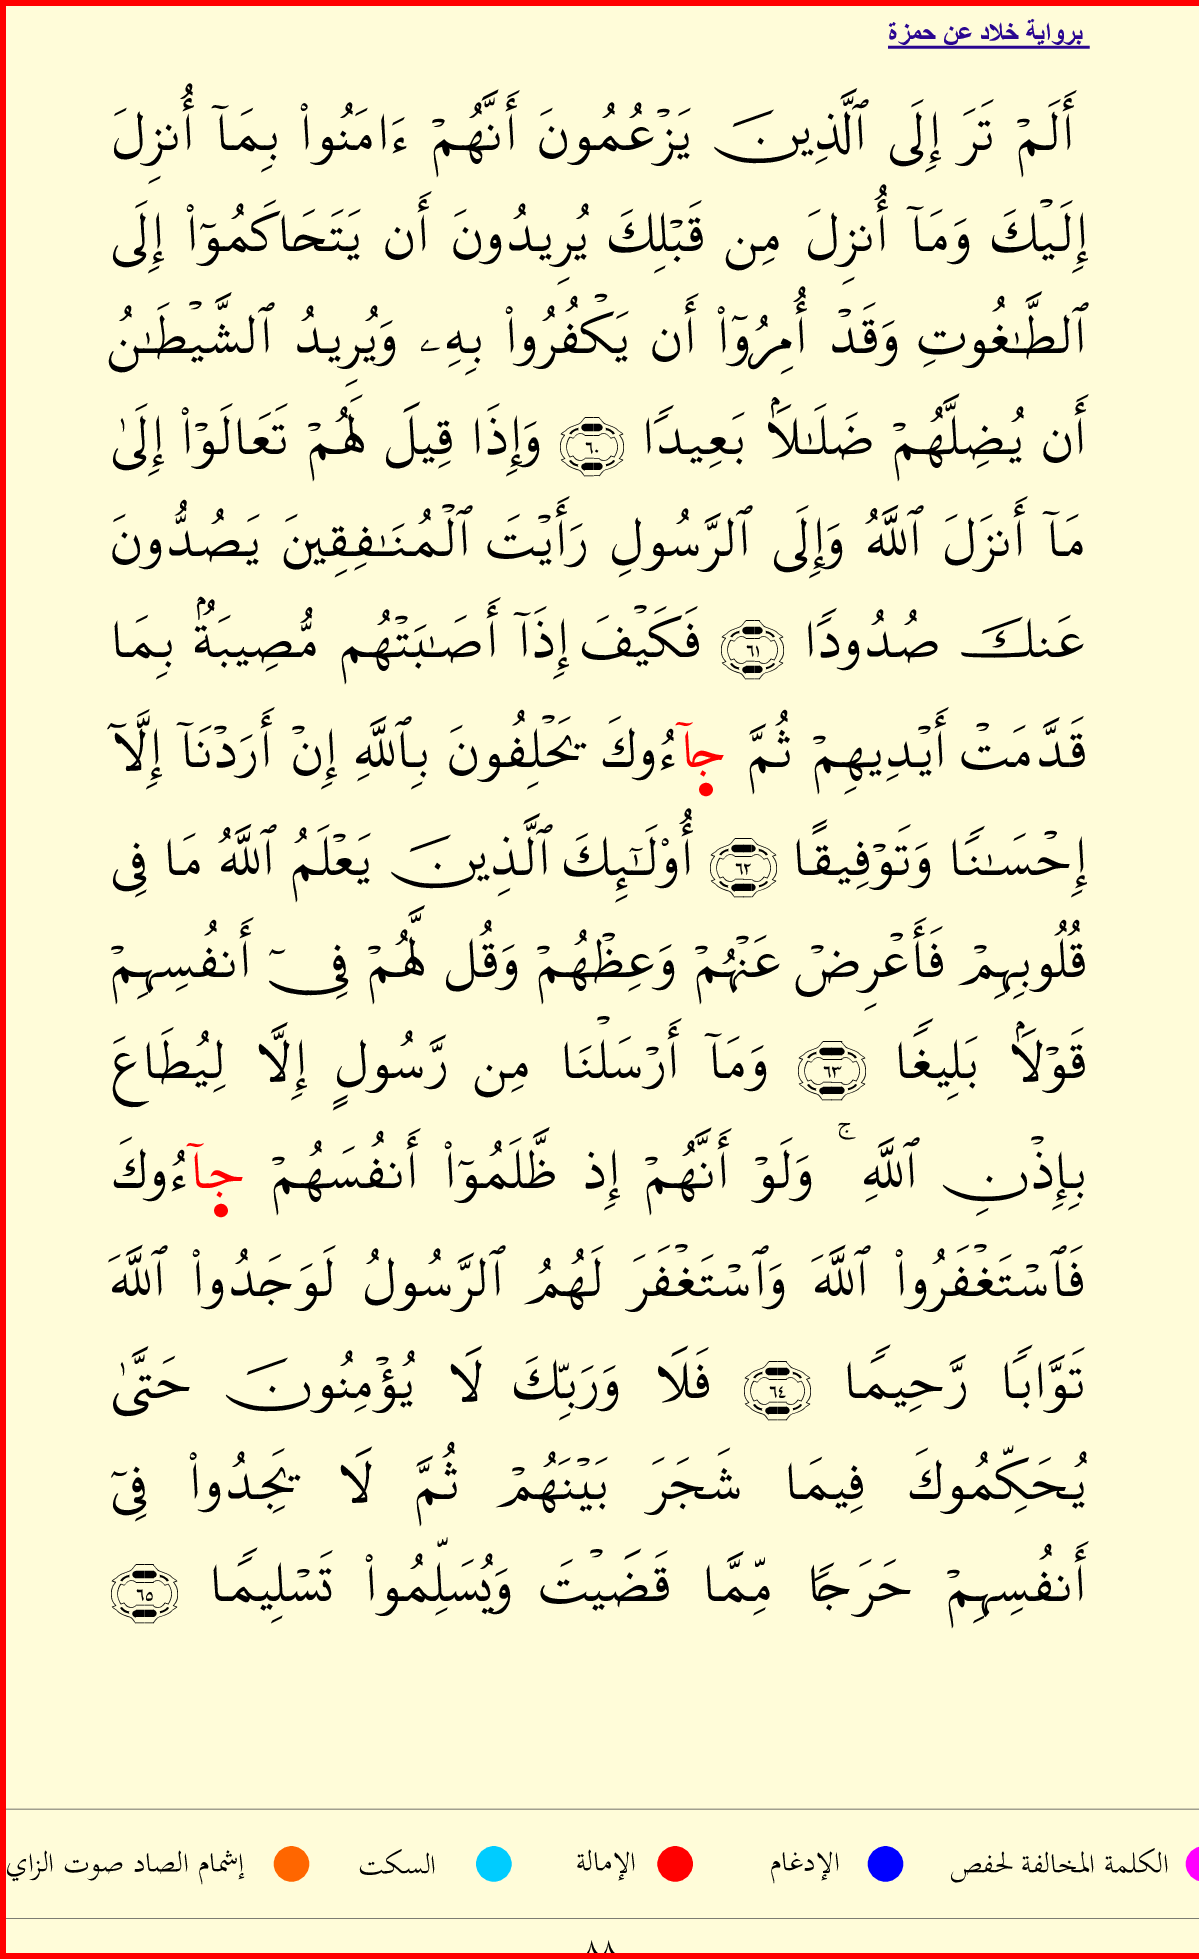 برواية خلاد عن حمزة
أَلَمۡ تَرَ إِلَى ٱلَّذِينَ يَزۡعُمُونَ أَنَّهُمۡ ءَامَنُواْ بِمَآ أُنزِلَ
إِلَيۡكَ وَمَآ أُنزِلَ مِن قَبۡلِكَ يُرِيدُونَ أَن يَتَحَاكَمُوٓاْ إِلَى
ٱلطَّٰغُوتِ وَقَدۡ أُمِرُوٓاْ أَن يَكۡفُرُواْ بِهِۦ وَيُرِيدُ ٱلشَّيۡطَٰنُ
أَن يُضِلَّهُمۡ ضَلَٰلَۢا بَعِيدٗا ٦٠ وَإِذَا قِيلَ لَهُمۡ تَعَالَوۡاْ إِلَىٰ
مَآ أَنزَلَ ٱللَّهُ وَإِلَى ٱلرَّسُولِ رَأَيۡتَ ٱلۡمُنَٰفِقِينَ يَصُدُّونَ
عَنكَ صُدُودٗا ٦١ فَكَيۡفَ إِذَآ أَصَٰبَتۡهُم مُّصِيبَةُۢ بِمَا
قَدَّمَتۡ أَيۡدِيهِمۡ ثُمَّ جآءُوكَ يَحۡلِفُونَ بِٱللَّهِ إِنۡ أَرَدۡنَآ إِلَّآ
إِحۡسَٰنٗا وَتَوۡفِيقًا ٦٢ أُوْلَٰٓئِكَ ٱلَّذِينَ يَعۡلَمُ ٱللَّهُ مَا فِي
قُلُوبِهِمۡ فَأَعۡرِضۡ عَنۡهُمۡ وَعِظۡهُمۡ وَقُل لَّهُمۡ فِيٓ أَنفُسِهِمۡ
قَوۡلَۢا بَلِيغٗا ٦٣ وَمَآ أَرۡسَلۡنَا مِن رَّسُولٍ إِلَّا لِيُطَاعَ
بِإِذۡنِ ٱللَّهِۚ وَلَوۡ أَنَّهُمۡ إِذ ظَّلَمُوٓاْ أَنفُسَهُمۡ جآءُوكَ
فَٱسۡتَغۡفَرُواْ ٱللَّهَ وَٱسۡتَغۡفَرَ لَهُمُ ٱلرَّسُولُ لَوَجَدُواْ ٱللَّهَ
تَوَّابٗا رَّحِيمٗا ٦٤ فَلَا وَرَبِّكَ لَا يُؤۡمِنُونَ حَتَّىٰ
يُحَكِّمُوكَ فِيمَا شَجَرَ بَيۡنَهُمۡ ثُمَّ لَا يَجِدُواْ فِيٓ
أَنفُسِهِمۡ حَرَجٗا مِّمَّا قَضَيۡتَ وَيُسَلِّمُواْ تَسۡلِيمٗا ٦٥
الكلمة المخالفة لحفص الإدغام الإمالة السكت إشمام الصاد صوت الزاي
٨٨